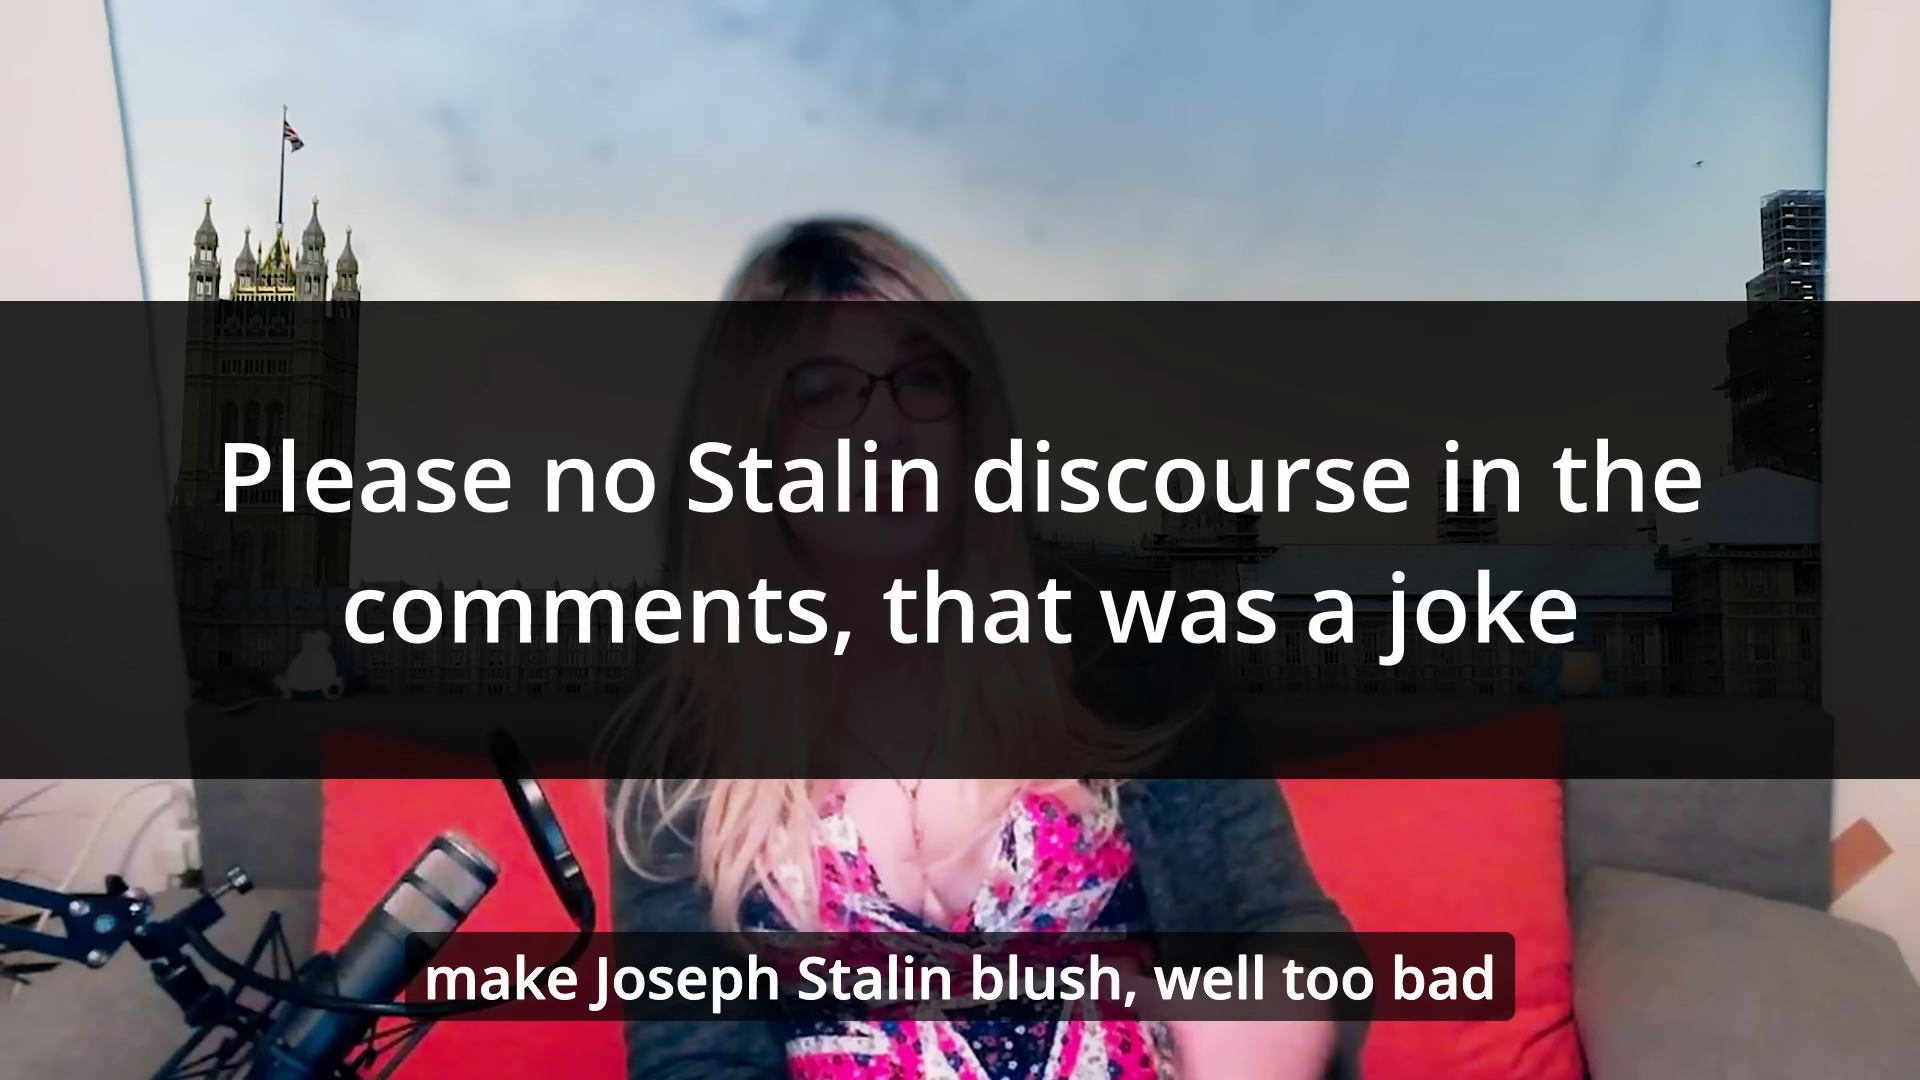 Please no Stalin discourse in the
comments, that was a joke
make Joseph Stalin blush, well too bad